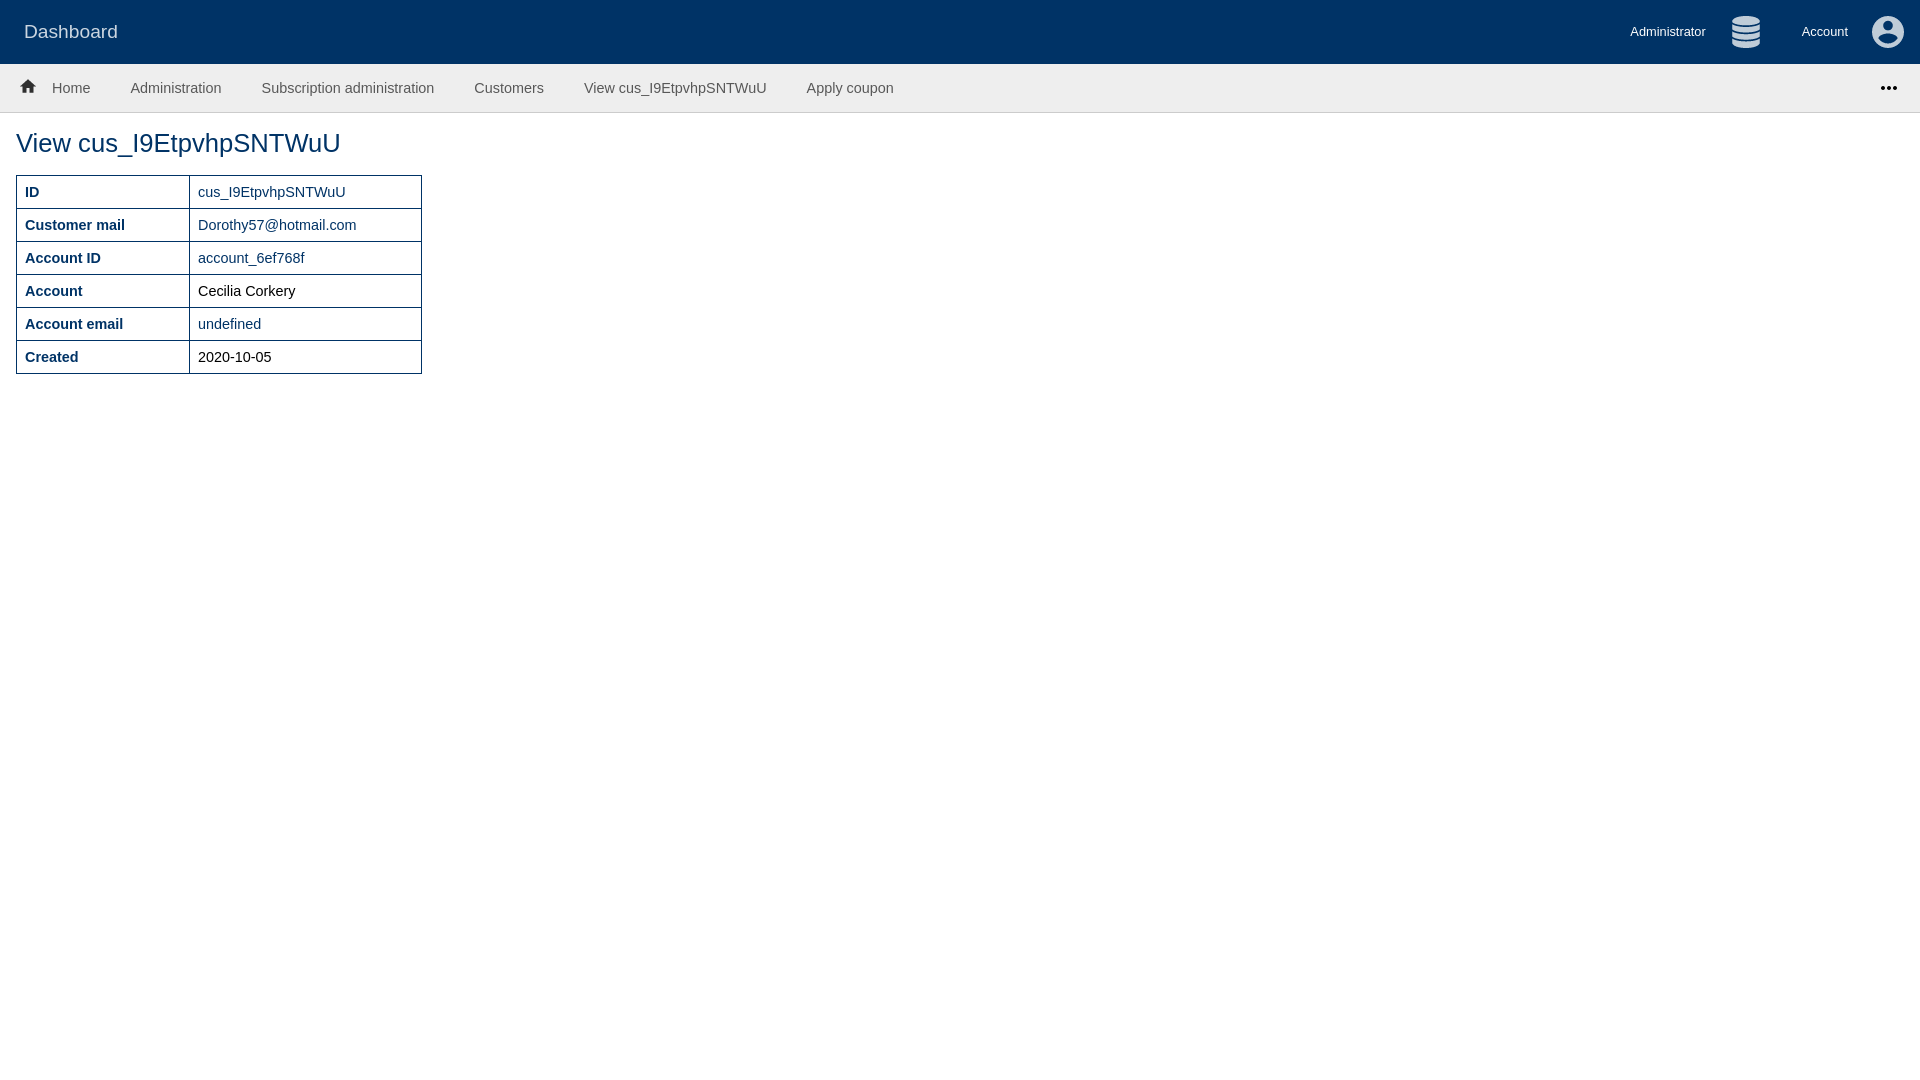 Dashboard
Administrator
Account
Home
Administration
Subscription administration
Customers
View cus_I9EtpvhpSNTWuU
Apply coupon
View cus_I9EtpvhpSNTWuU
ID cus_I9EtpvhpSNTWuU
Customer mail Dorothy57@hotmail.com
Account ID account_6ef768f
Account Cecilia Corkery
Account email undefined
Created 2020-10-05